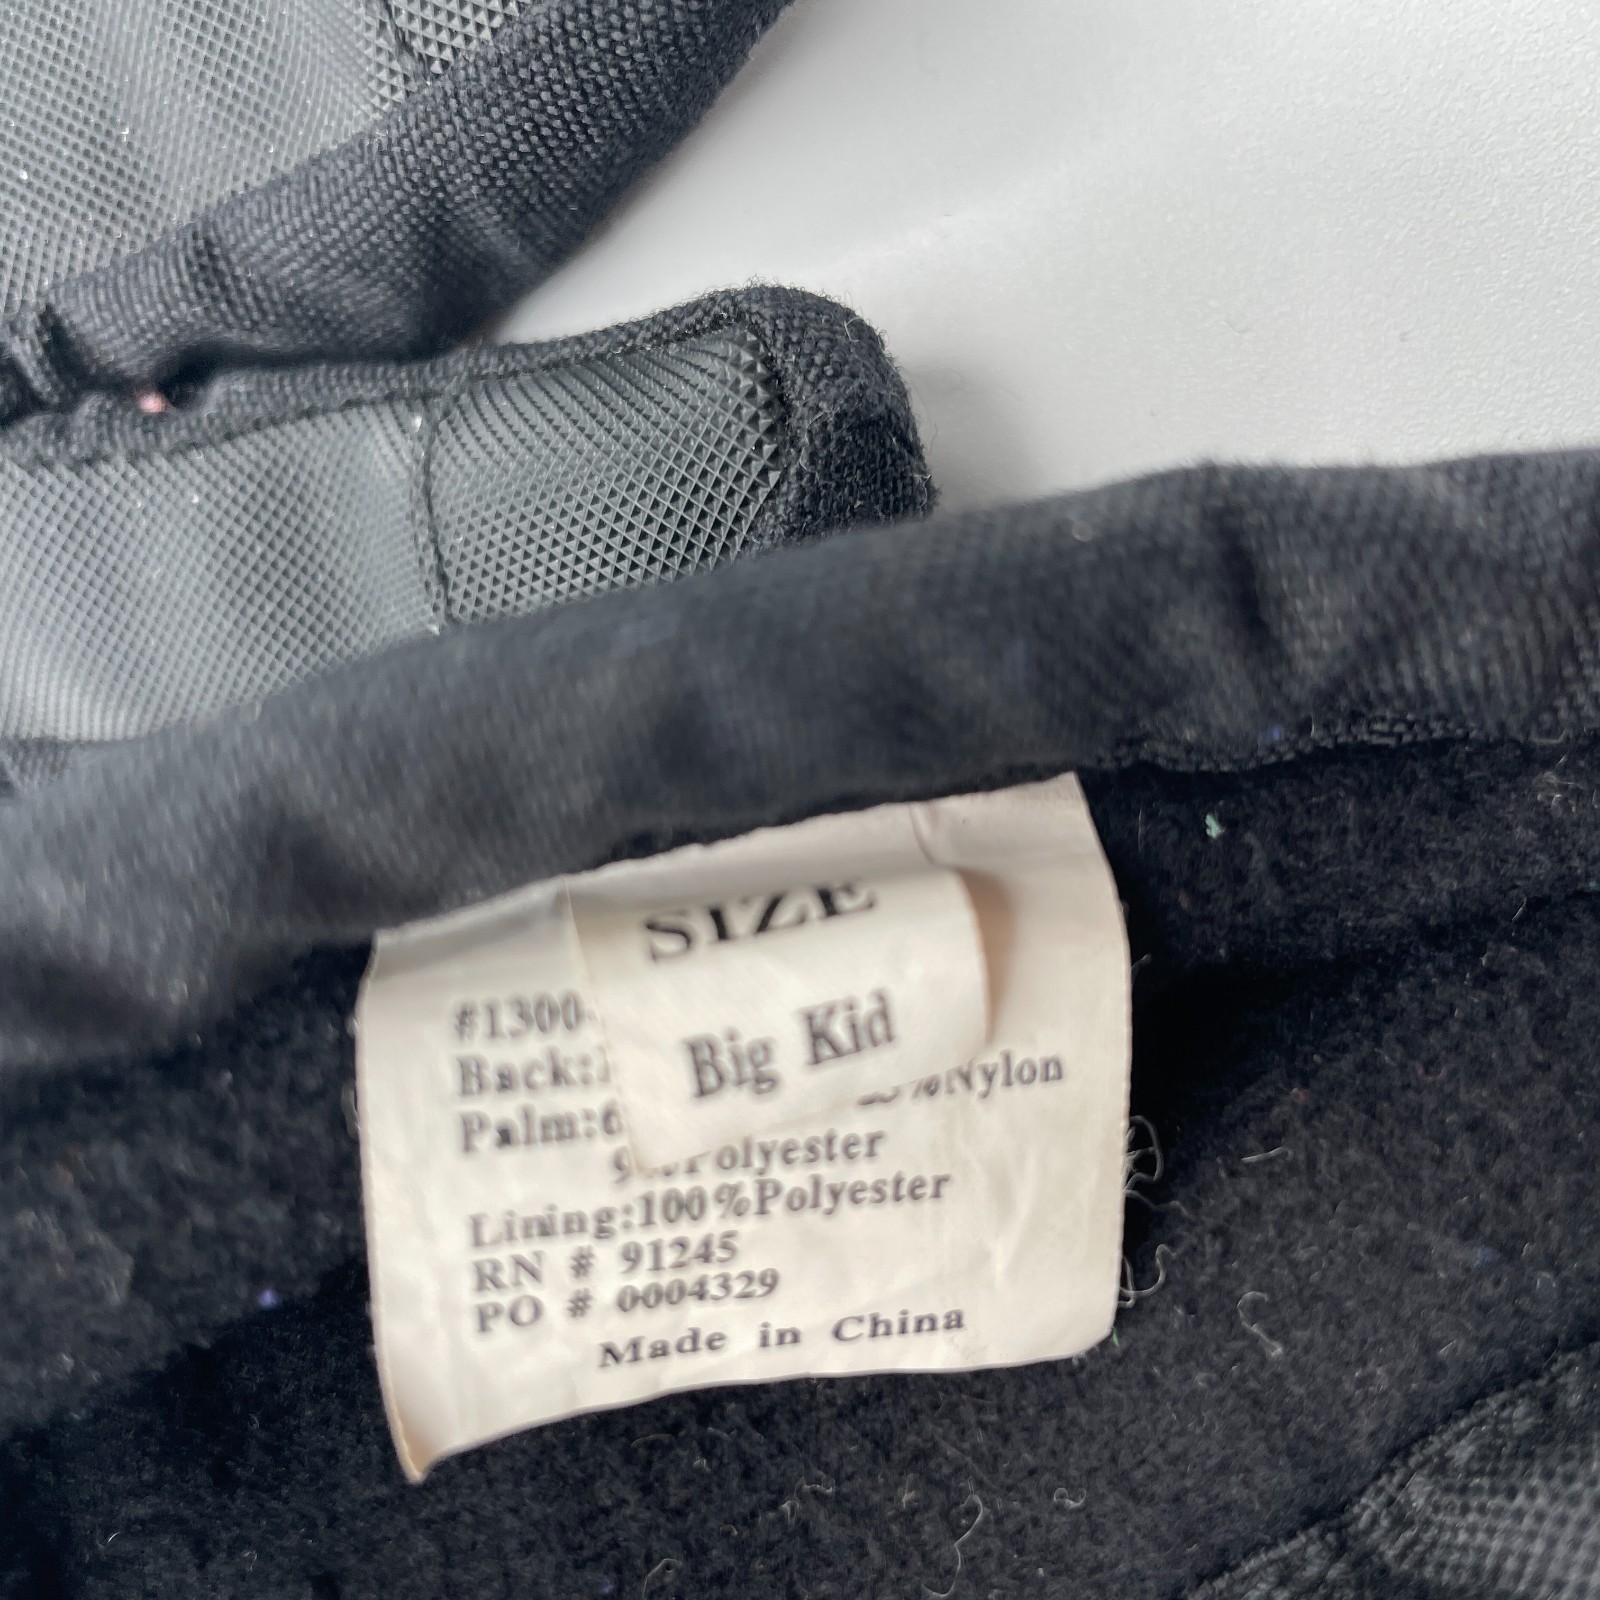 SIZE
Big Kid
#1300-
Back:
Palm:6 %Nylon
9 Polyester
Lining:100%Polyester
RN # 91245
PO # 0004329
Made in China